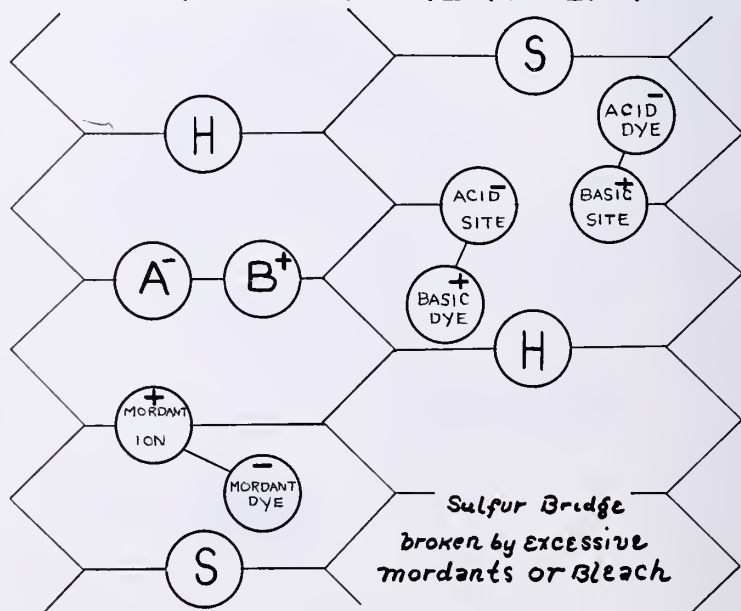 S
H
ACID -
DYE
ACID -
SITE
BASIC +
SITE
A - B +
+
BASIC
DYE
H
+
MORDANT
ION
-
MORDANT
DYE
Sulfur Bridge
broken by Excessive
mordants or Bleach
S